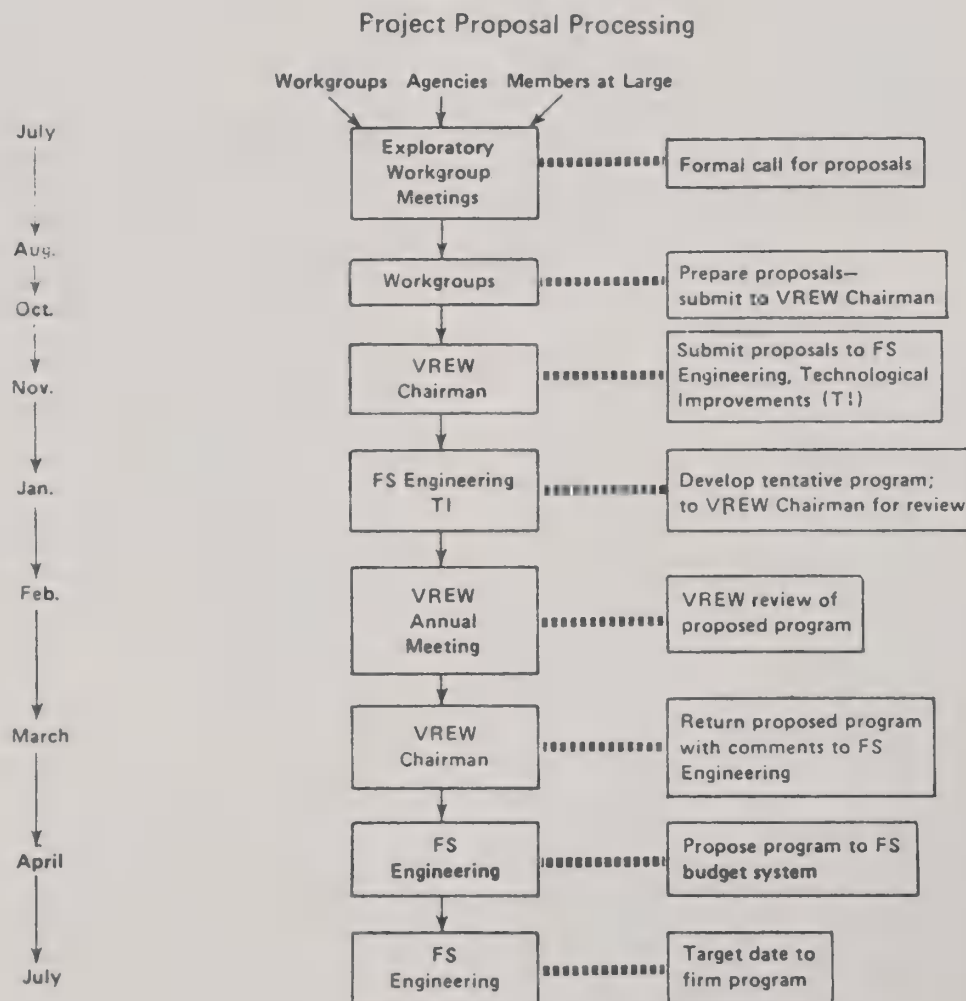 Project Proposal Processing
Workgroups Agencies Members at Large
July
Exploratory
Workgroup
Meetings
Formal call for proposals
Aug.
Workgroups
Prepare proposals—
submit to VREW Chairman
Oct.
VREW
Chairman
Submit proposals to FS
Engineering, Technological
Improvements (TI)
Nov.
FS Engineering
TI
Develop tentative program;
to VREW Chairman for review
Jan.
VREW
Annual
Meeting
VREW review of
proposed program
Feb.
VREW
Chairman
Return proposed program
with comments to FS
Engineering
March
FS
Engineering
Propose program to FS
budget system
April
FS
Engineering
Target date to
firm program
July